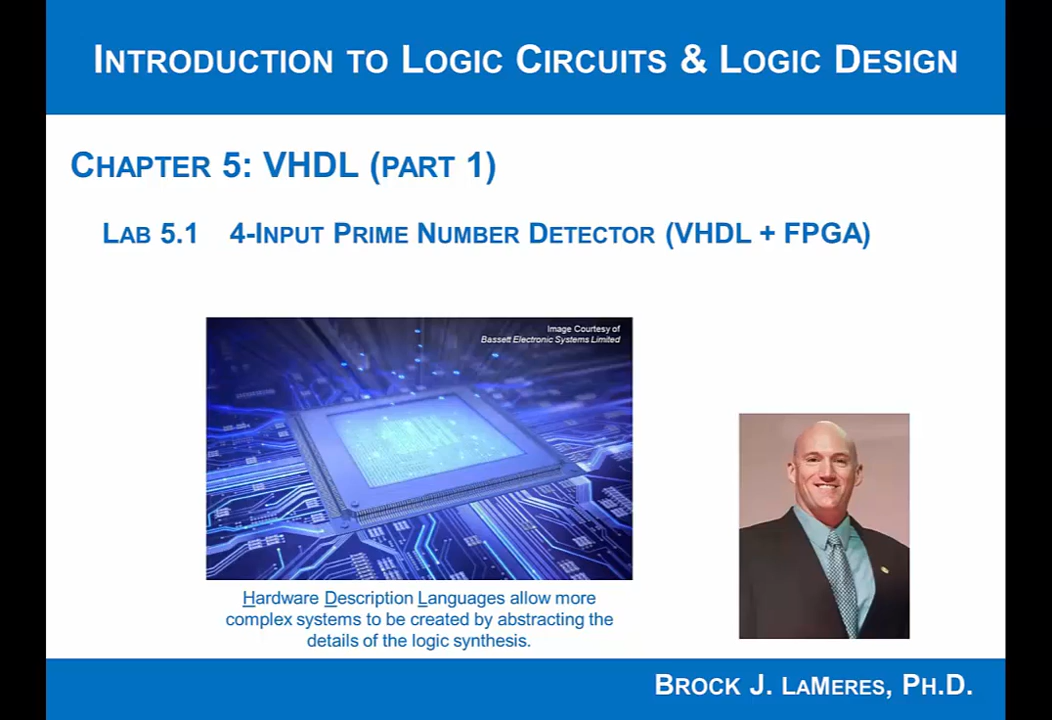 INTRODUCTION TO LOGIC CIRCUITS & LOGIC DESIGN
CHAPTER 5: VHDL (PART 1)
LAB 5.1 4-INPUT PRIME NUMBER DETECTOR (VHDL + FPGA)
Image Courtesy of
Bassett Electronic Systems Limited
Hardware Description Languages allow more
complex systems to be created by abstracting the
details of the logic synthesis.
BROCK J. LAMERES, PH.D.